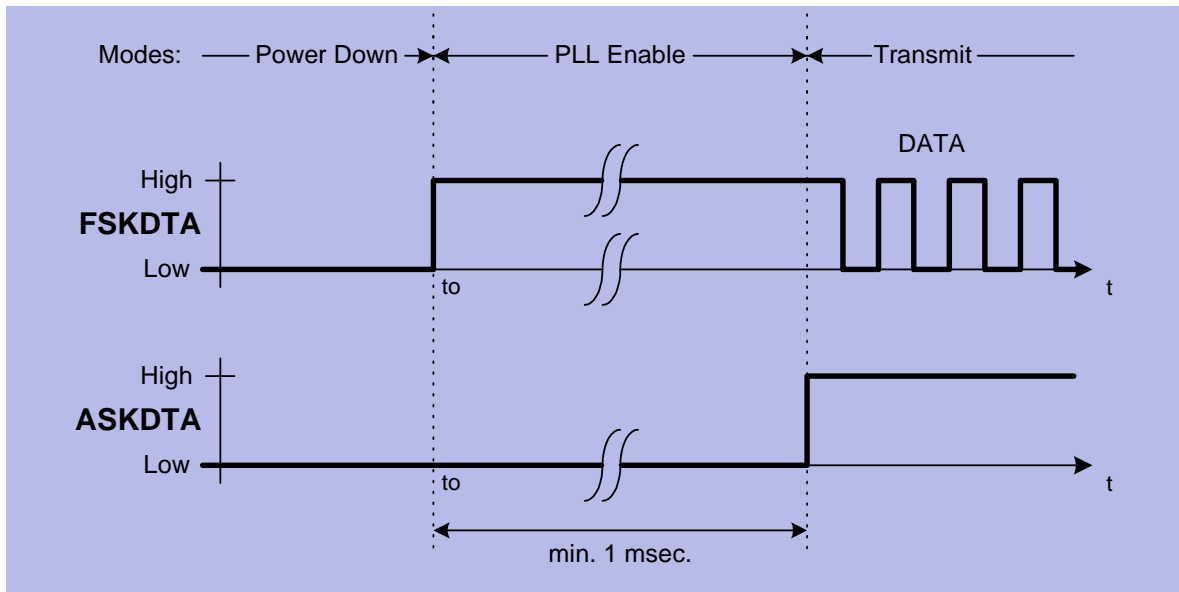 Modes: Power Down PLL Enable Transmit
DATA
High
FSKDTA
Low
to
t
High
ASKDTA
Low
to
t
min. 1 msec.